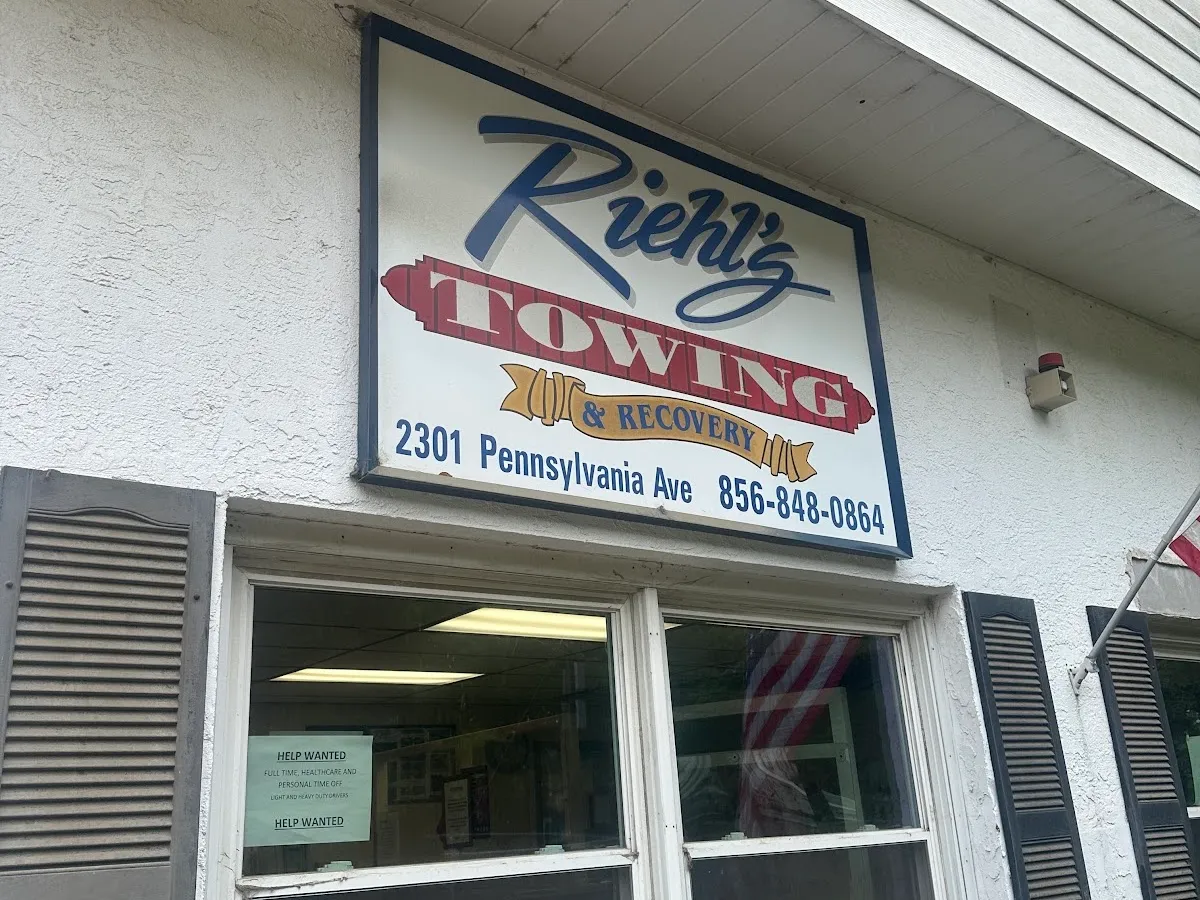 Riehl's
TOWING
& RECOVERY
2301 Pennsylvania Ave 856-848-0864
HELP WANTED
FULL TIME, HEALTHCARE AND
PERSONAL TIME OFF
LIGHT AND HEAVY DUTY DRIVERS
HELP WANTED